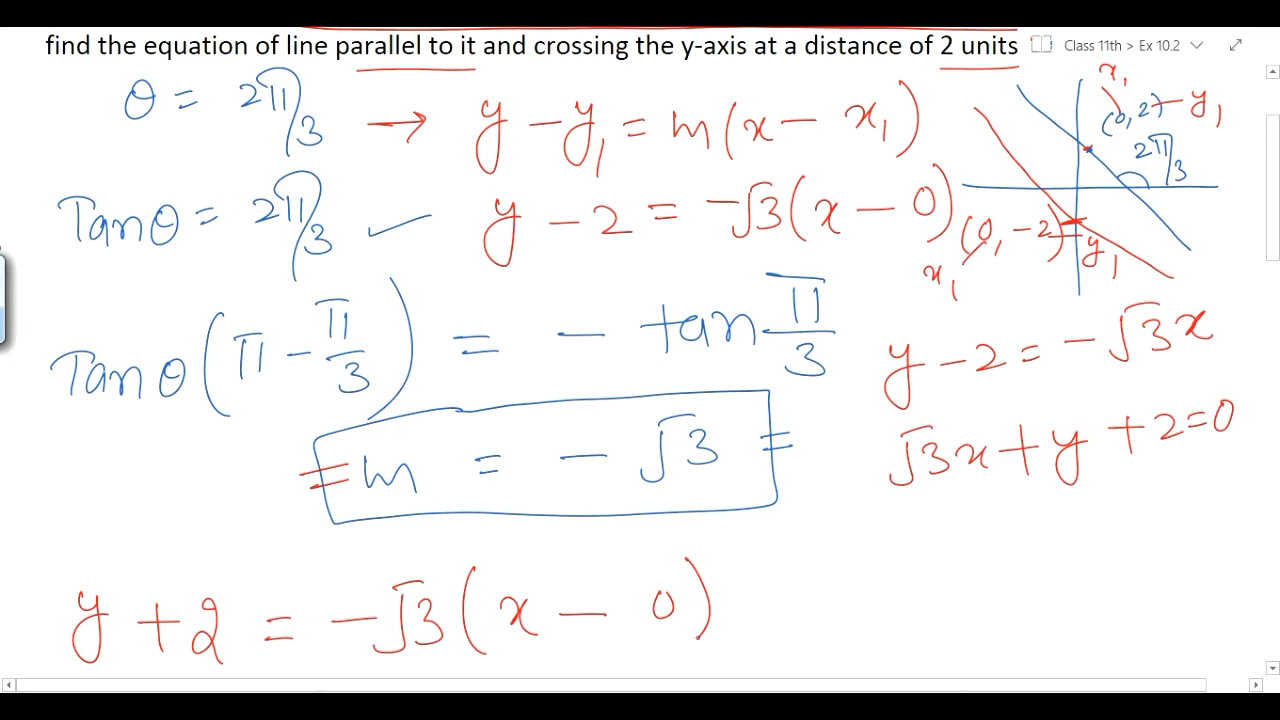 find the equation of line parallel to it and crossing the y-axis at a distance of 2 units
Class 11th > Ex 10.2
θ = 2π/3
→ y - y₁ = m(x - x₁)
x₁
(0, 2) - y₁
2π/3
Tanθ = 2π/3 ✓
y - 2 = -√3(x - 0)
(0, -2)
x₁
y₁
Tanθ(π - π/3) = - tan π/3
y - 2 = -√3x
= m = -√3 =
√3x + y + 2 = 0
y + 2 = -√3(x - 0)